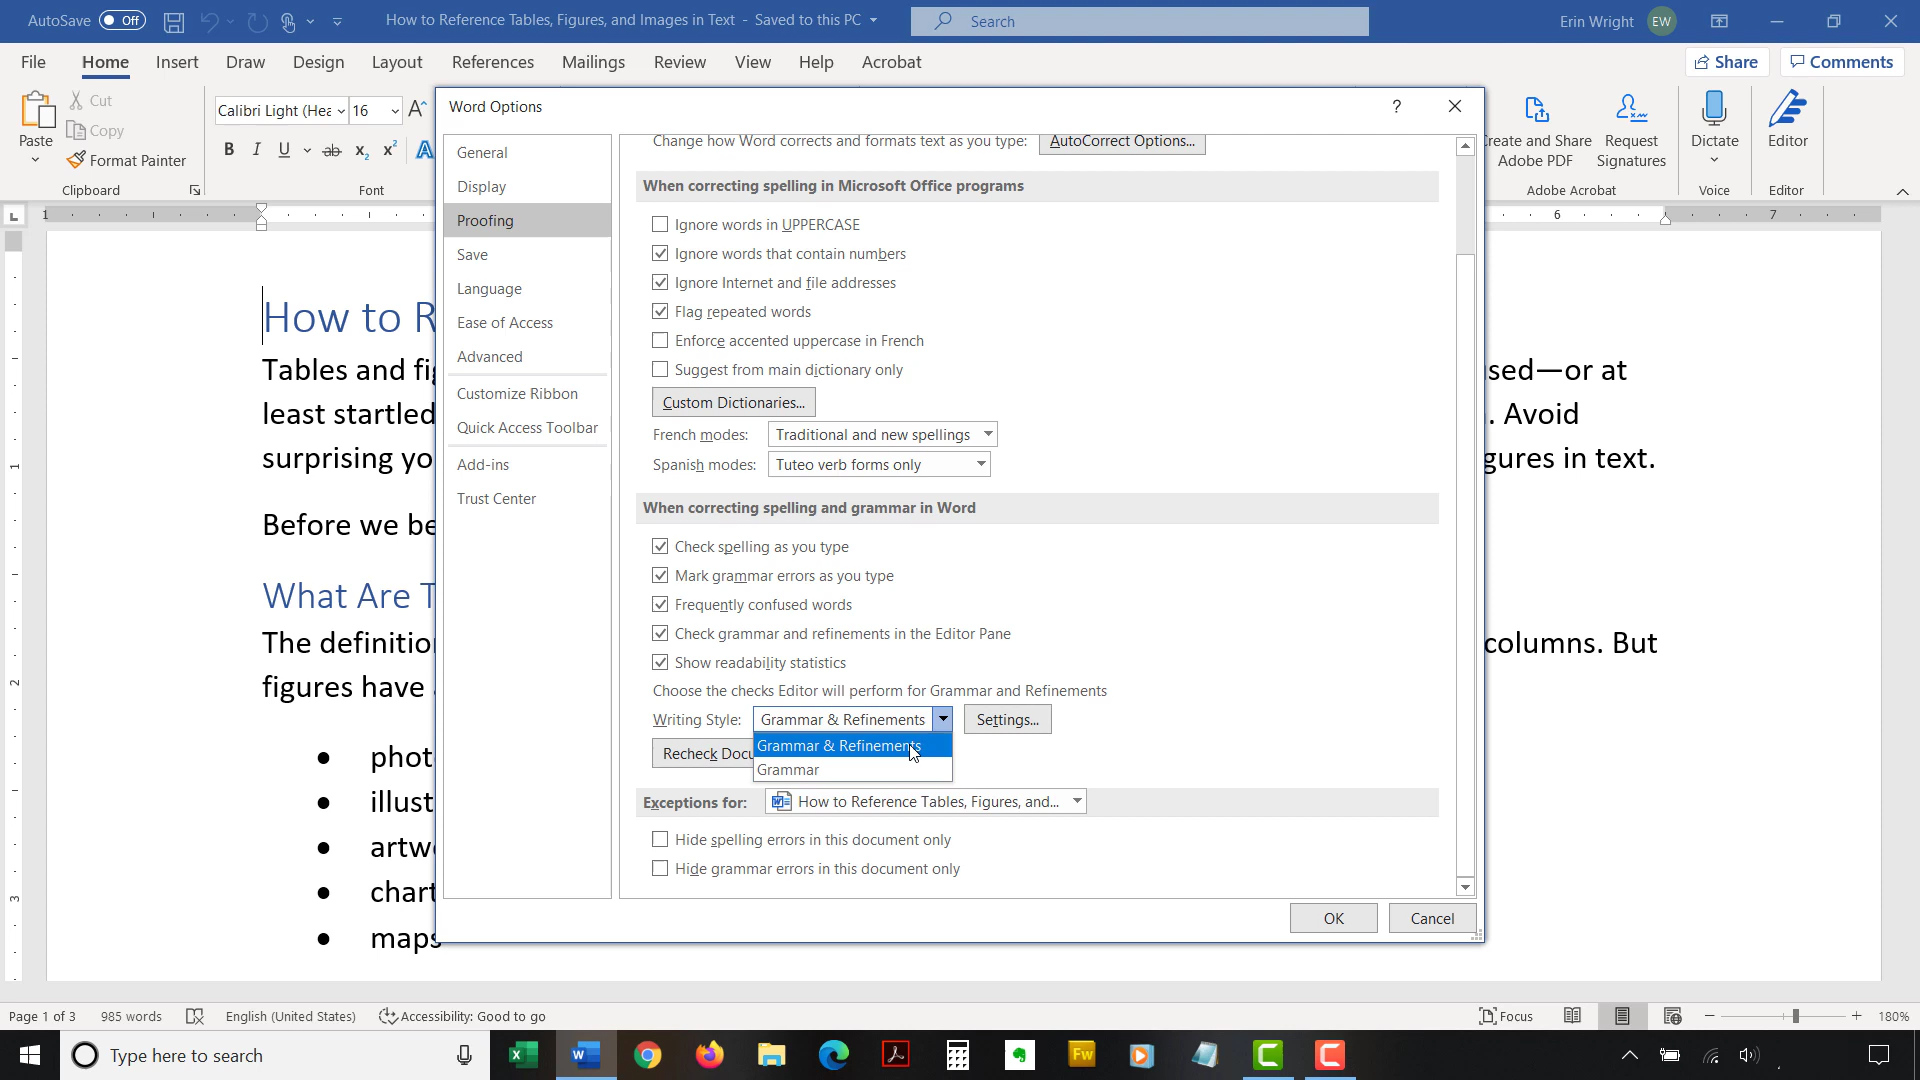 AutoSave Off
How to Reference Tables, Figures, and Images in Text - Saved to this PC
Search
Erin Wright EW
File Home Insert Draw Design Layout References Mailings Review View Help Acrobat
Share Comments
Paste
Cut
Copy
Format Painter
Clipboard
Calibri Light (Hea 16
B I U ab x₂ x² A
Font
Create and Share
Adobe PDF
Request
Signatures
Adobe Acrobat
Dictate
Voice
Editor
Editor
1 6 7
Word Options
?
General
Display
Proofing
Save
Language
Ease of Access
Advanced
Customize Ribbon
Quick Access Toolbar
Add-ins
Trust Center
Change how Word corrects and formats text as you type: AutoCorrect Options...
When correcting spelling in Microsoft Office programs
Ignore words in UPPERCASE
Ignore words that contain numbers
Ignore Internet and file addresses
Flag repeated words
Enforce accented uppercase in French
Suggest from main dictionary only
Custom Dictionaries...
French modes: Traditional and new spellings
Spanish modes: Tuteo verb forms only
When correcting spelling and grammar in Word
Check spelling as you type
Mark grammar errors as you type
Frequently confused words
Check grammar and refinements in the Editor Pane
Show readability statistics
Choose the checks Editor will perform for Grammar and Refinements
Writing Style: Grammar & Refinements Settings...
Grammar & Refinements
Grammar
Recheck Docu
Exceptions for: How to Reference Tables, Figures, and...
Hide spelling errors in this document only
Hide grammar errors in this document only
OK Cancel
How to R
Tables and fig sed—or at
least startled . Avoid
surprising yo gures in text.
Before we be
What Are T
The definition columns. But
figures have
phot
illust
artw
chart
maps
1
2
3
Page 1 of 3 985 words English (United States) Accessibility: Good to go
Focus 180%
Type here to search